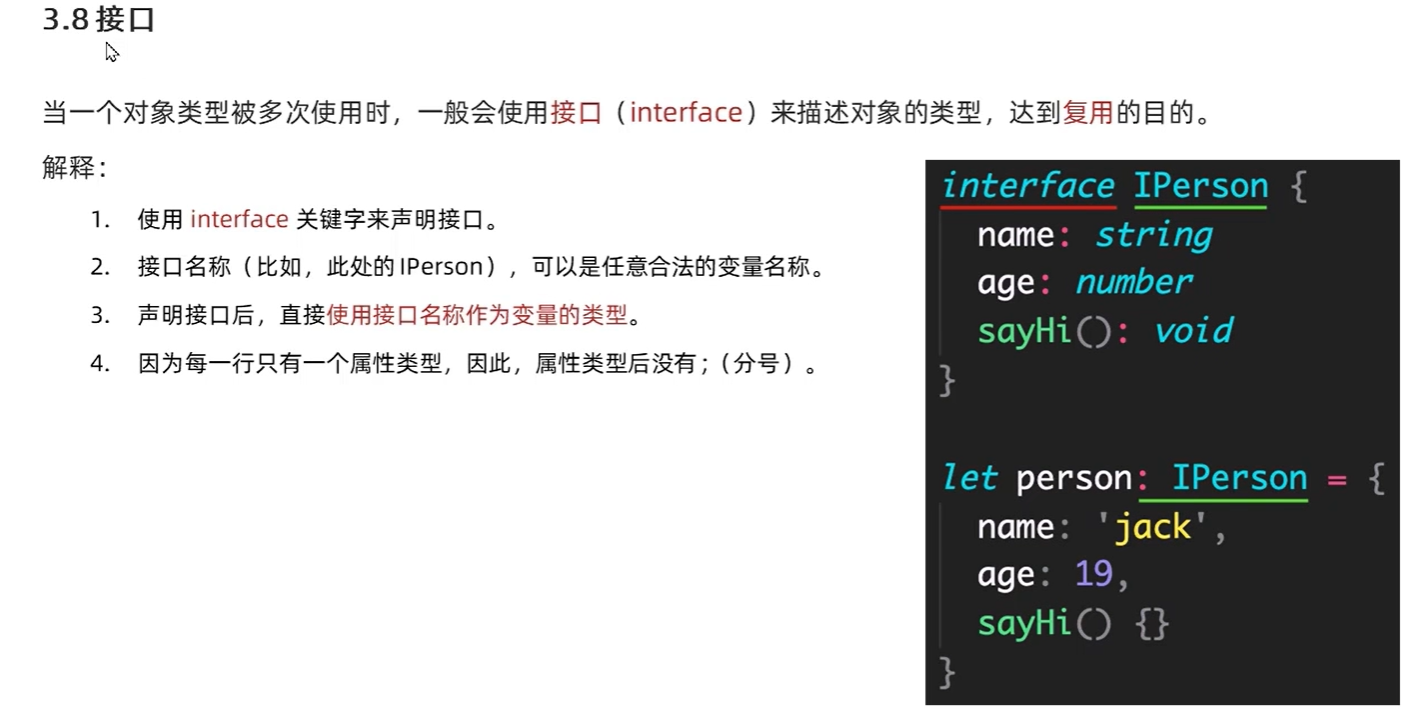 3.8 接口
当一个对象类型被多次使用时，一般会使用接口（interface）来描述对象的类型，达到复用的目的。
解释：
1. 使用 interface 关键字来声明接口。
2. 接口名称（比如，此处的 IPerson），可以是任意合法的变量名称。
3. 声明接口后，直接使用接口名称作为变量的类型。
4. 因为每一行只有一个属性类型，因此，属性类型后没有 ;（分号）。
interface IPerson {
  name: string
  age: number
  sayHi(): void
}
let person: IPerson = {
  name: 'jack',
  age: 19,
  sayHi() {}
}